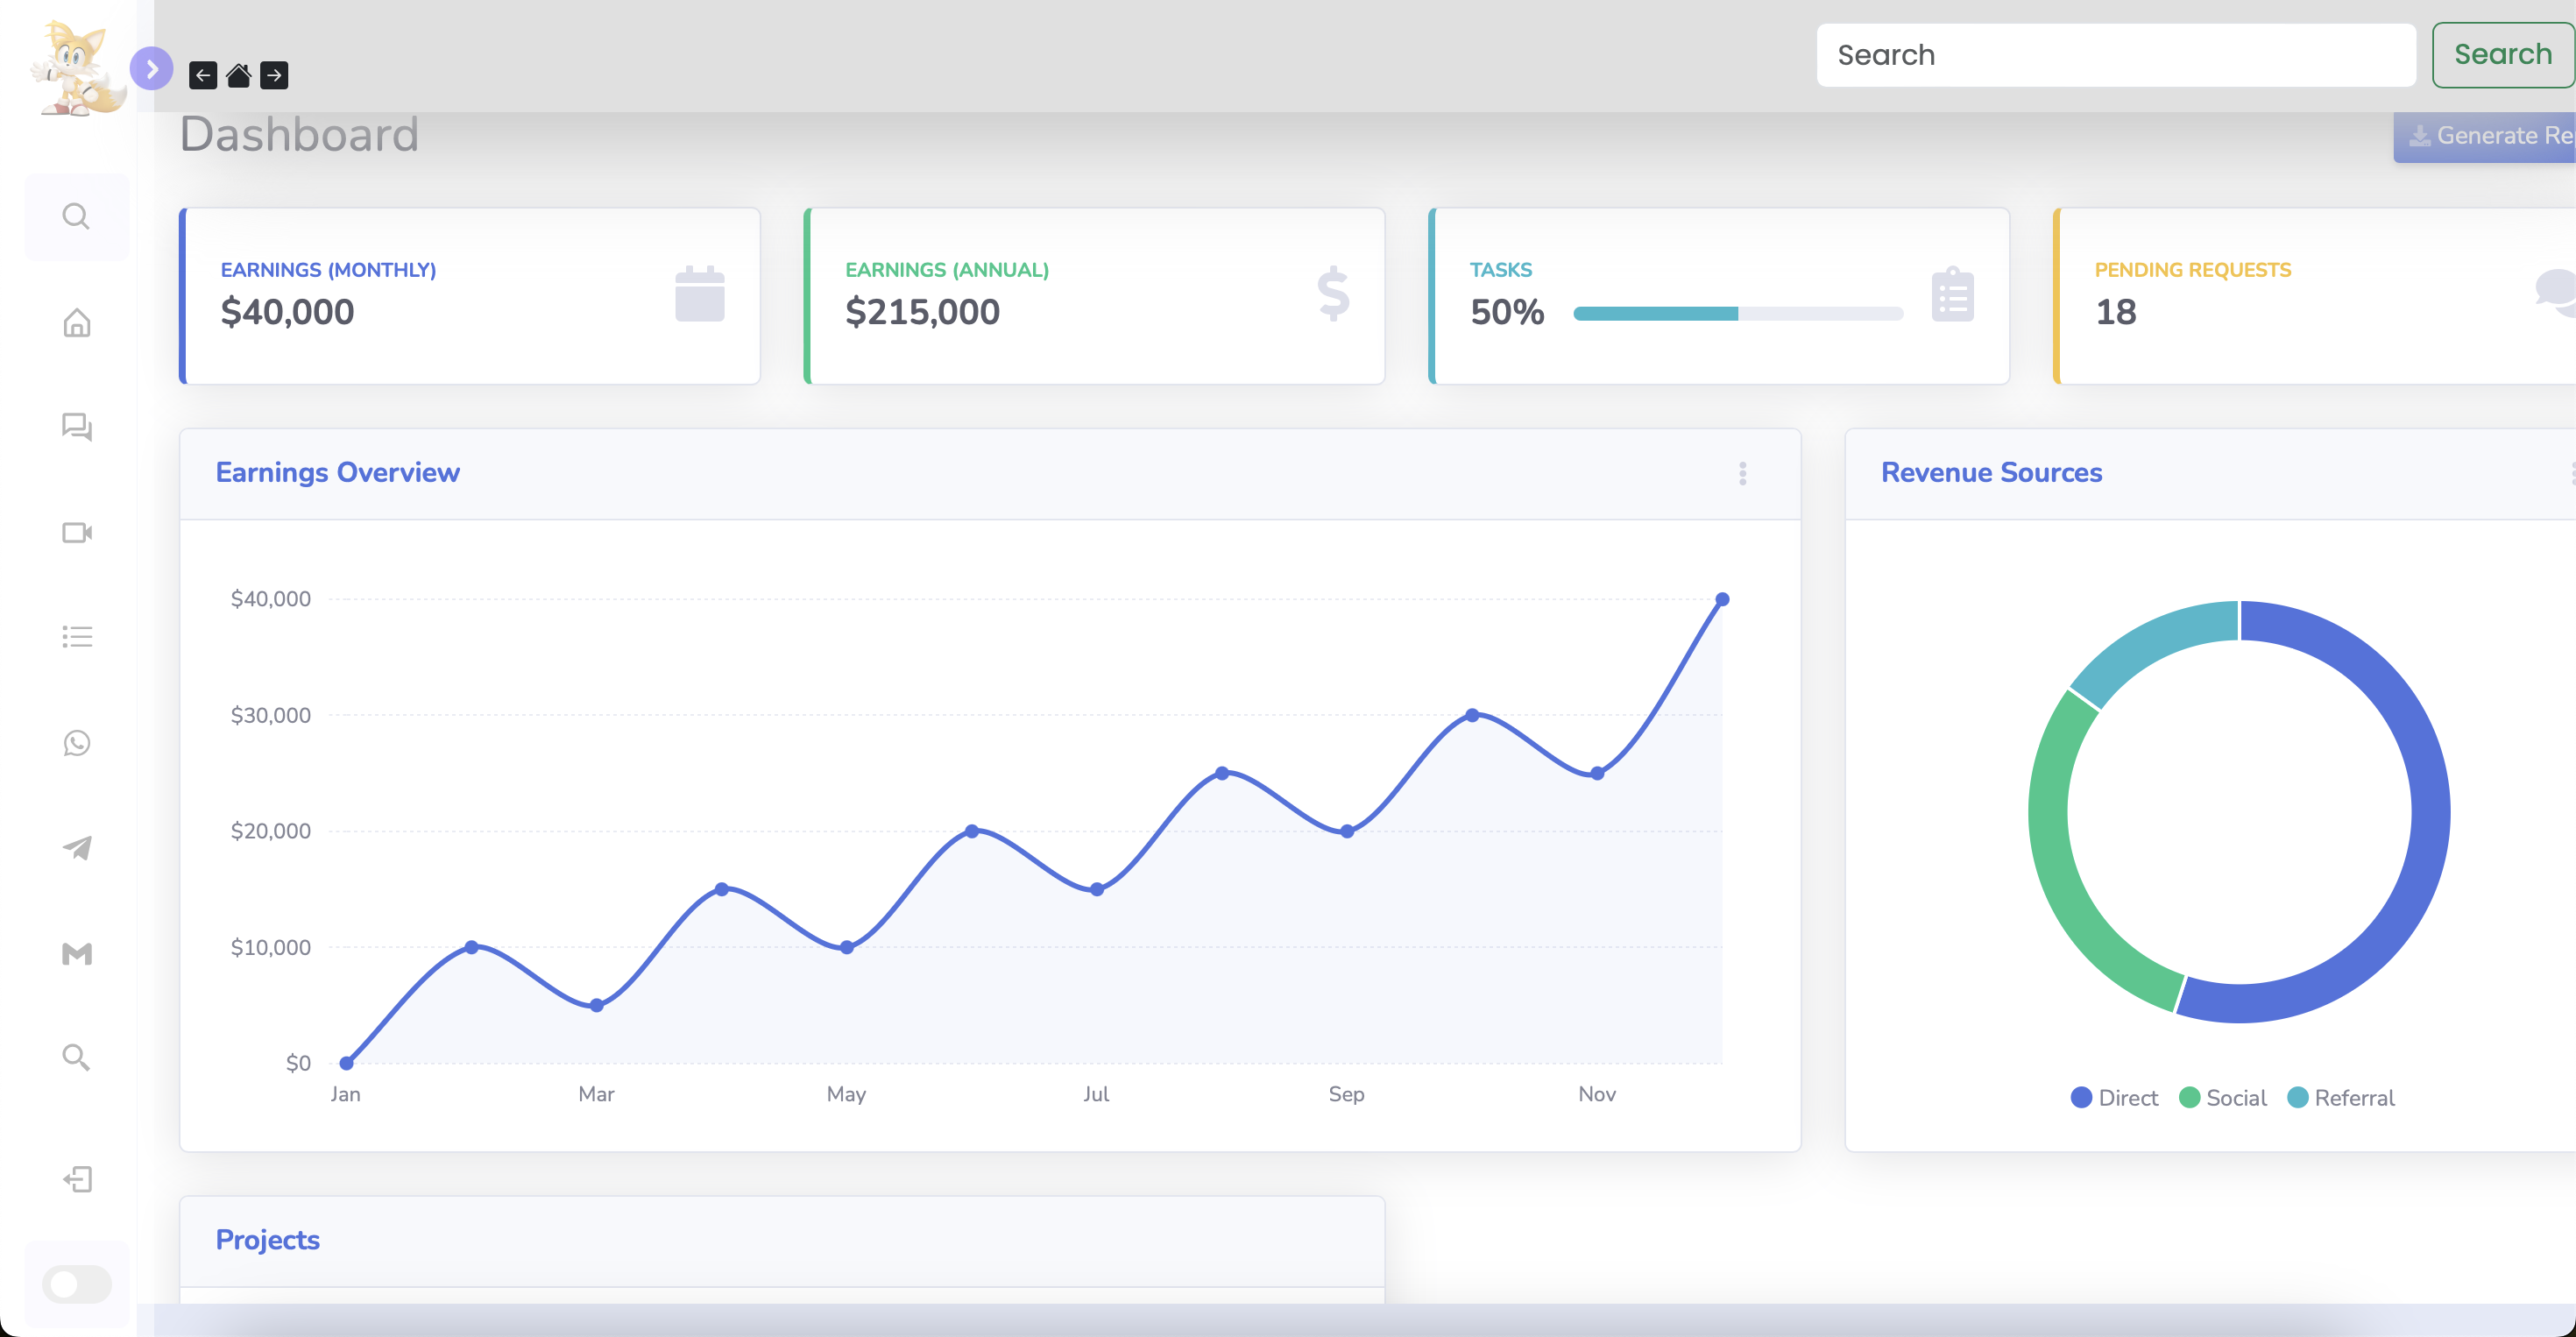 Search
Search
Dashboard
Generate Re
EARNINGS (MONTHLY)
$40,000
EARNINGS (ANNUAL)
$215,000
TASKS
50%
PENDING REQUESTS
18
Earnings Overview
$40,000
$30,000
$20,000
$10,000
$0
Jan Mar May Jul Sep Nov
Revenue Sources
Direct Social Referral
Projects